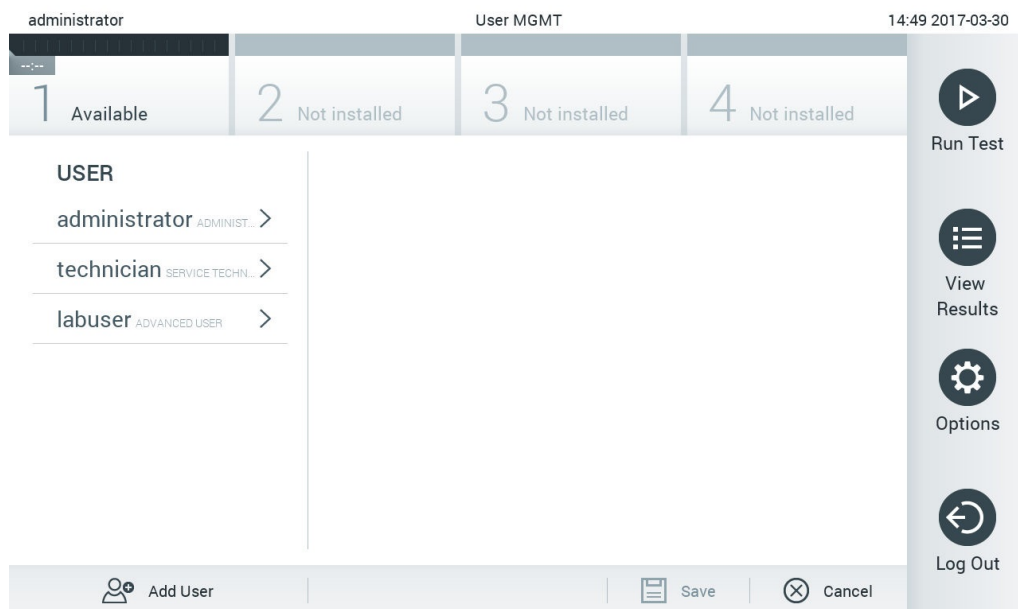 administrator User MGMT 14:49 2017-03-30
--:--
1 Available 2 Not installed 3 Not installed 4 Not installed
Run Test
USER
administrator ADMINIST...
technician SERVICE TECHN...
labuser ADVANCED USER
View
Results
Options
Log Out
Add User Save Cancel